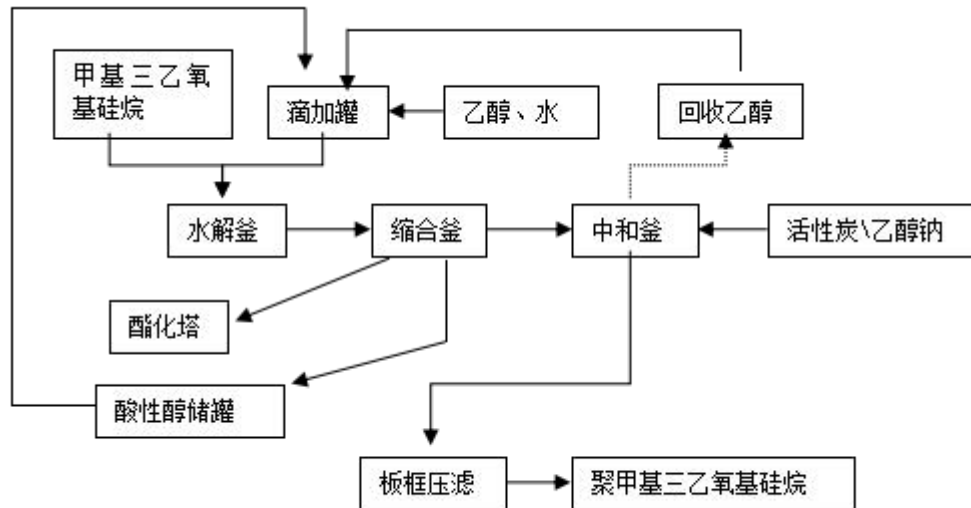 甲基三乙氧
基硅烷
滴加罐
乙醇、水
回收乙醇
水解釜
缩合釜
中和釜
活性炭\乙醇钠
酯化塔
酸性醇储罐
板框压滤
聚甲基三乙氧基硅烷